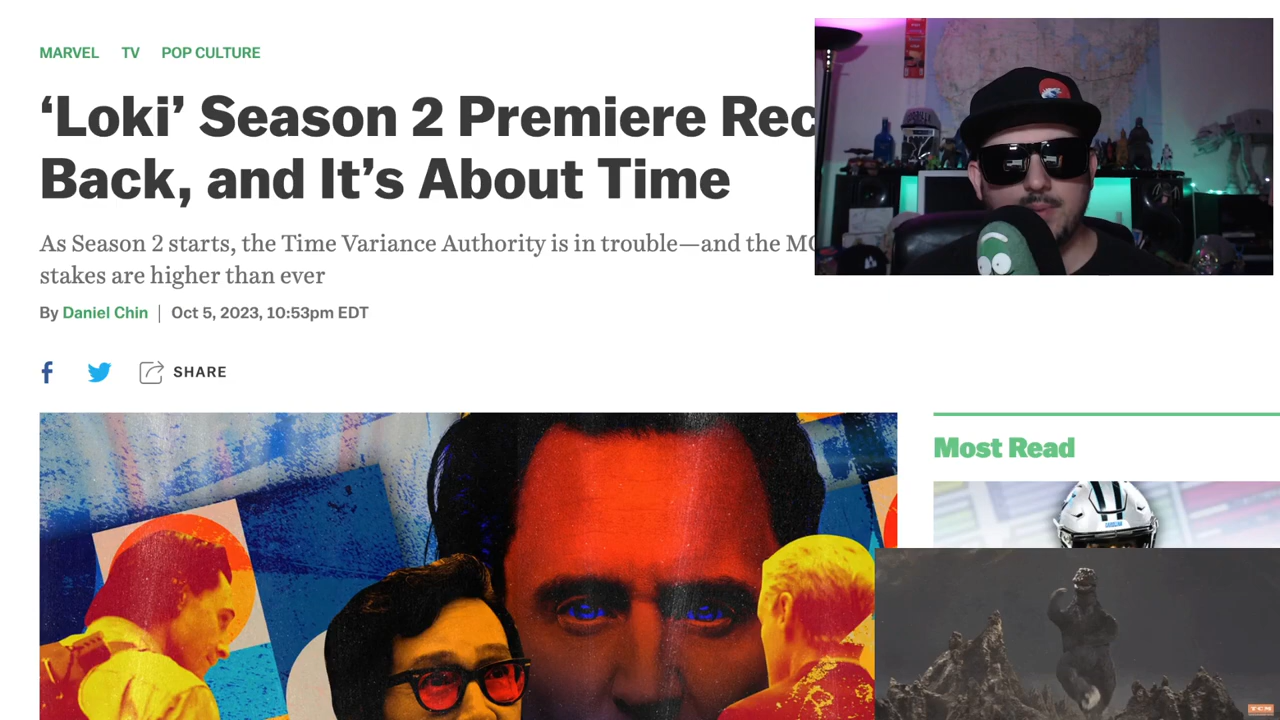 MARVEL TV POP CULTURE
‘Loki’ Season 2 Premiere Rec
Back, and It’s About Time
As Season 2 starts, the Time Variance Authority is in trouble—and the MC
stakes are higher than ever
By Daniel Chin | Oct 5, 2023, 10:53pm EDT
SHARE
Most Read
TCM